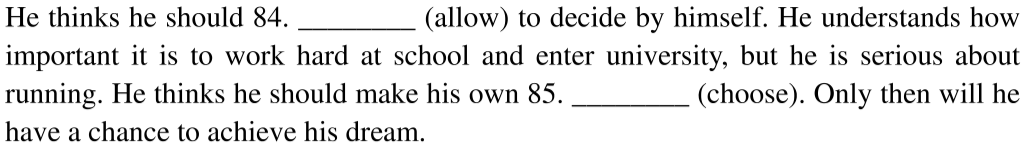 He thinks he should 84. ________ (allow) to decide by himself. He understands how
important it is to work hard at school and enter university, but he is serious about
running. He thinks he should make his own 85. ________ (choose). Only then will he
have a chance to achieve his dream.